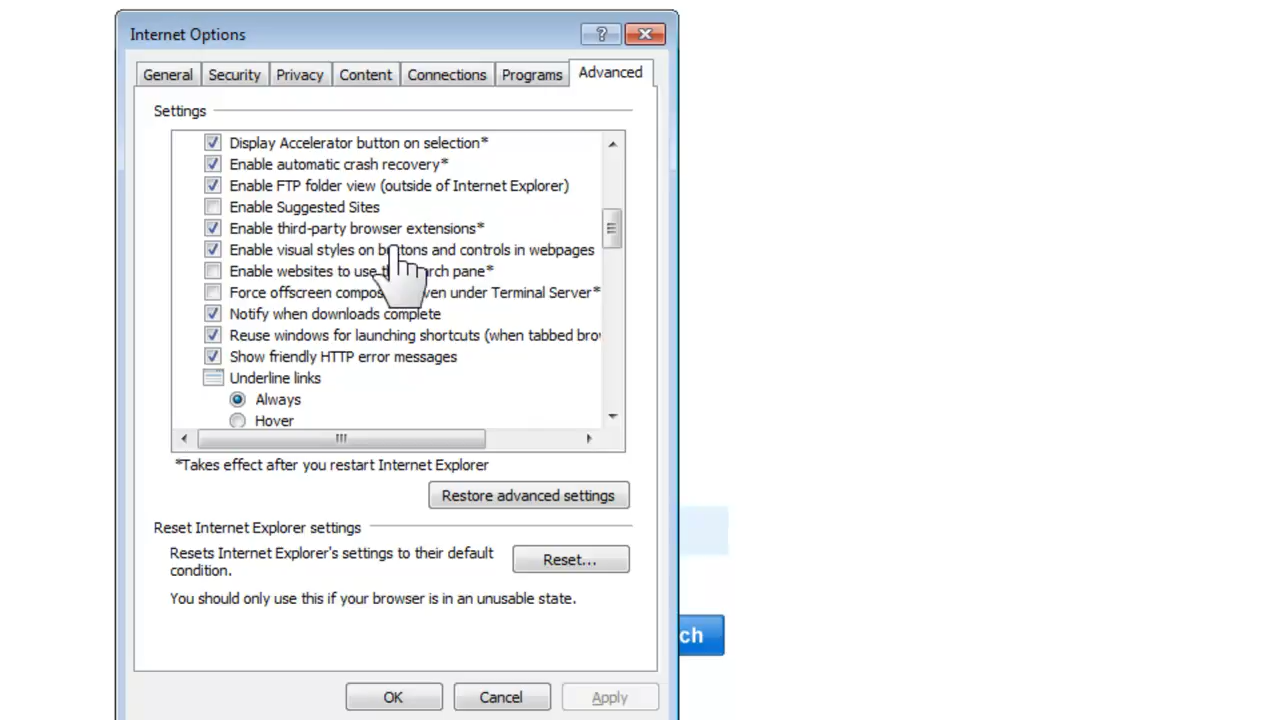 Internet Options
General Security Privacy Content Connections Programs Advanced
Settings
Display Accelerator button on selection*
Enable automatic crash recovery*
Enable FTP folder view (outside of Internet Explorer)
Enable Suggested Sites
Enable third-party browser extensions*
Enable visual styles on buttons and controls in webpages
Enable websites to use pane*
Force offscreen under Terminal Server*
Notify when downloads complete
Reuse windows for launching shortcuts (when tabbed
Show friendly HTTP error messages
Underline links
Always
Hover
*Takes effect after you restart Internet Explorer
Restore advanced settings
Reset Internet Explorer settings
Resets Internet Explorer's settings to their default
condition.
Reset...
You should only use this if your browser is in an unusable state.
ch
OK Cancel Apply